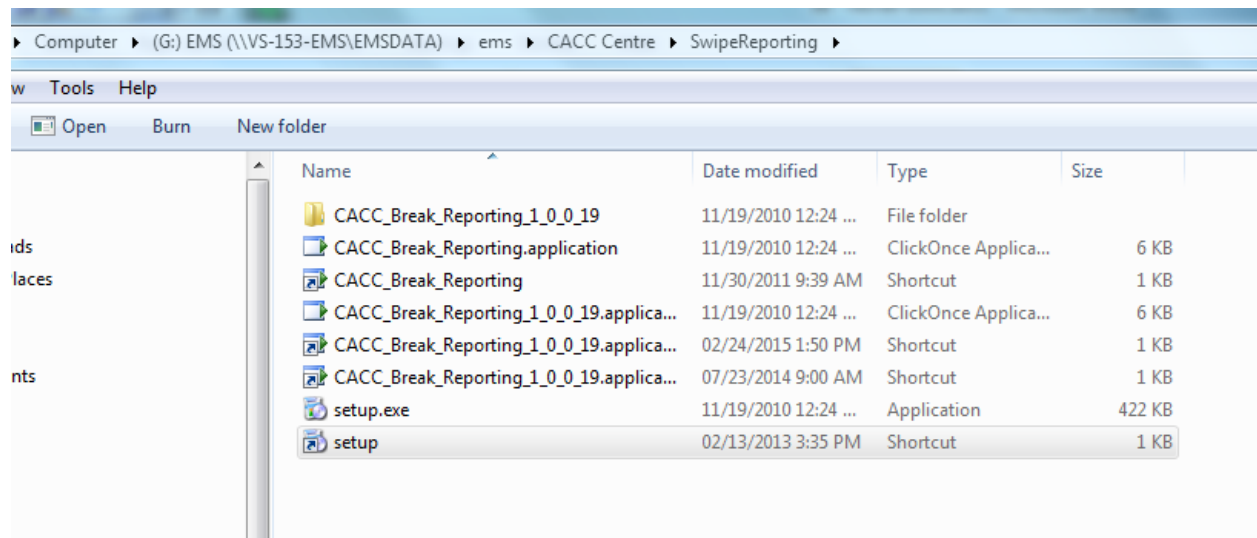 Computer (G:) EMS (\\VS-153-EMS\EMSDATA) ems CACC Centre SwipeReporting
w Tools Help
Open Burn New folder
Name Date modified Type Size
CACC_Break_Reporting_1_0_0_19 11/19/2010 12:24 ... File folder
ds CACC_Break_Reporting.application 11/19/2010 12:24 ... ClickOnce Applica... 6 KB
laces CACC_Break_Reporting 11/30/2011 9:39 AM Shortcut 1 KB
CACC_Break_Reporting_1_0_0_19.applica... 11/19/2010 12:24 ... ClickOnce Applica... 6 KB
CACC_Break_Reporting_1_0_0_19.applica... 02/24/2015 1:50 PM Shortcut 1 KB
nts CACC_Break_Reporting_1_0_0_19.applica... 07/23/2014 9:00 AM Shortcut 1 KB
setup.exe 11/19/2010 12:24 ... Application 422 KB
setup 02/13/2013 3:35 PM Shortcut 1 KB